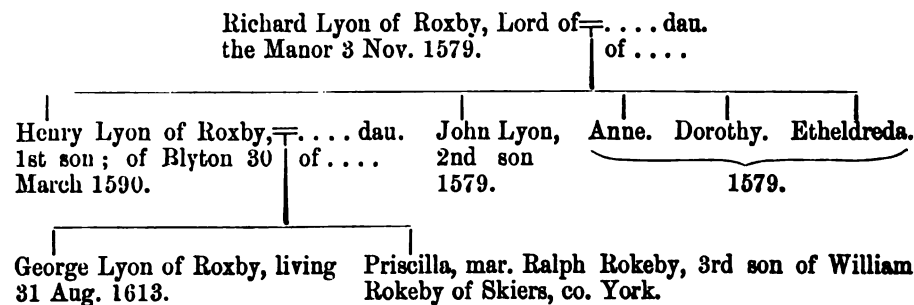 Richard Lyon of Roxby, Lord of=. . . . dau.
the Manor 3 Nov. 1579. of . . . .
Henry Lyon of Roxby,=. . . . dau.
1st son ; of Blyton 30 of . . . .
March 1590.
John Lyon,
2nd son
1579.
Anne. Dorothy. Etheldreda.
1579.
George Lyon of Roxby, living
31 Aug. 1613.
Priscilla, mar. Ralph Rokeby, 3rd son of William
Rokeby of Skiers, co. York.